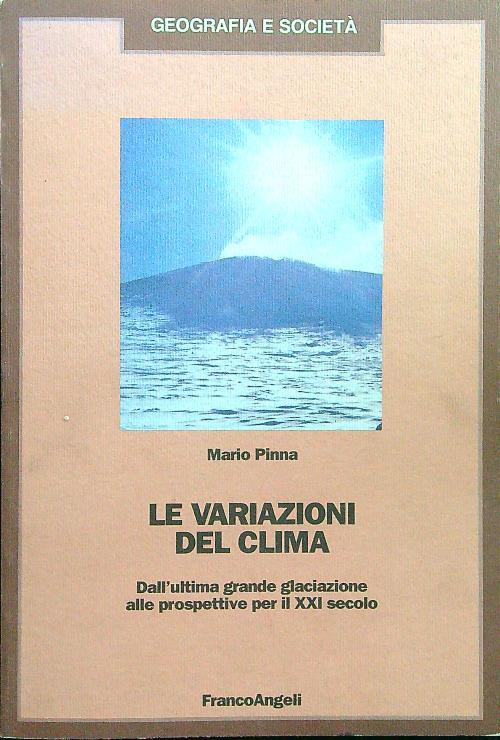 GEOGRAFIA E SOCIETÀ
Mario Pinna
LE VARIAZIONI
DEL CLIMA
Dall'ultima grande glaciazione
alle prospettive per il XXI secolo
FrancoAngeli